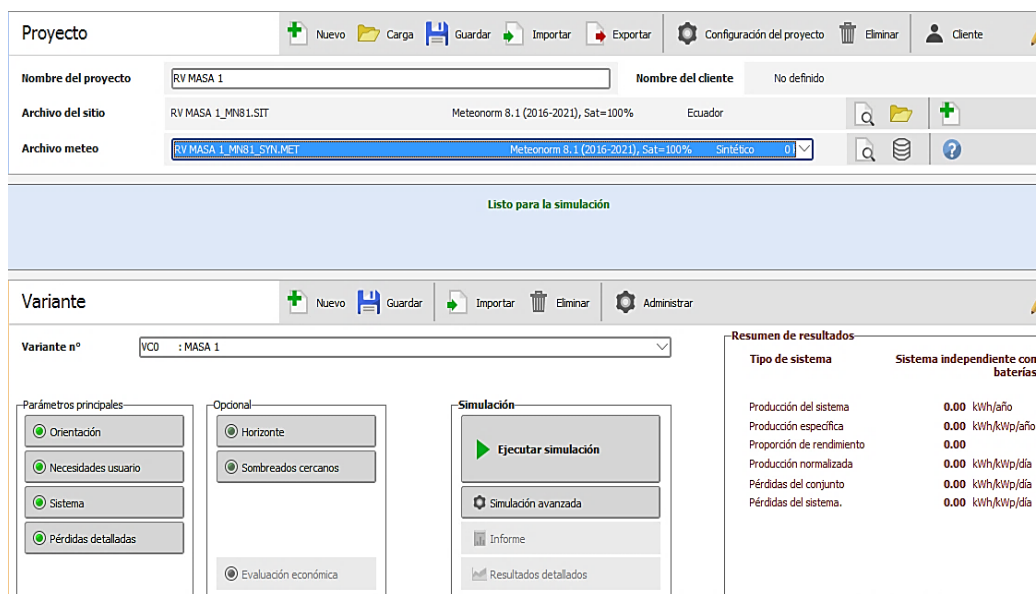 Proyecto Nuevo Carga Guardar Importar Exportar Configuración del proyecto Eliminar Cliente
Nombre del proyecto RV MASA 1 Nombre del cliente No definido
Archivo del sitio RV MASA 1_MN81.SIT Meteonorm 8.1 (2016-2021), Sat=100% Ecuador
Archivo meteo RV MASA 1_MN81_SYN.MET Meteonorm 8.1 (2016-2021), Sat=100% Sintético 0
Listo para la simulación
Variante Nuevo Guardar Importar Eliminar Administrar
Variante nº VC0 : MASA 1
Resumen de resultados
Tipo de sistema Sistema independiente con
baterías
Parámetros principales Opcional Simulación
Orientación Horizonte Ejecutar simulación
Necesidades usuario Sombreados cercanos
Sistema Simulación avanzada
Pérdidas detalladas Informe
Evaluación económica Resultados detallados
Producción del sistema 0.00 kWh/año
Producción específica 0.00 kWh/kWp/año
Proporción de rendimiento 0.00
Producción normalizada 0.00 kWh/kWp/día
Pérdidas del conjunto 0.00 kWh/kWp/día
Pérdidas del sistema. 0.00 kWh/kWp/día